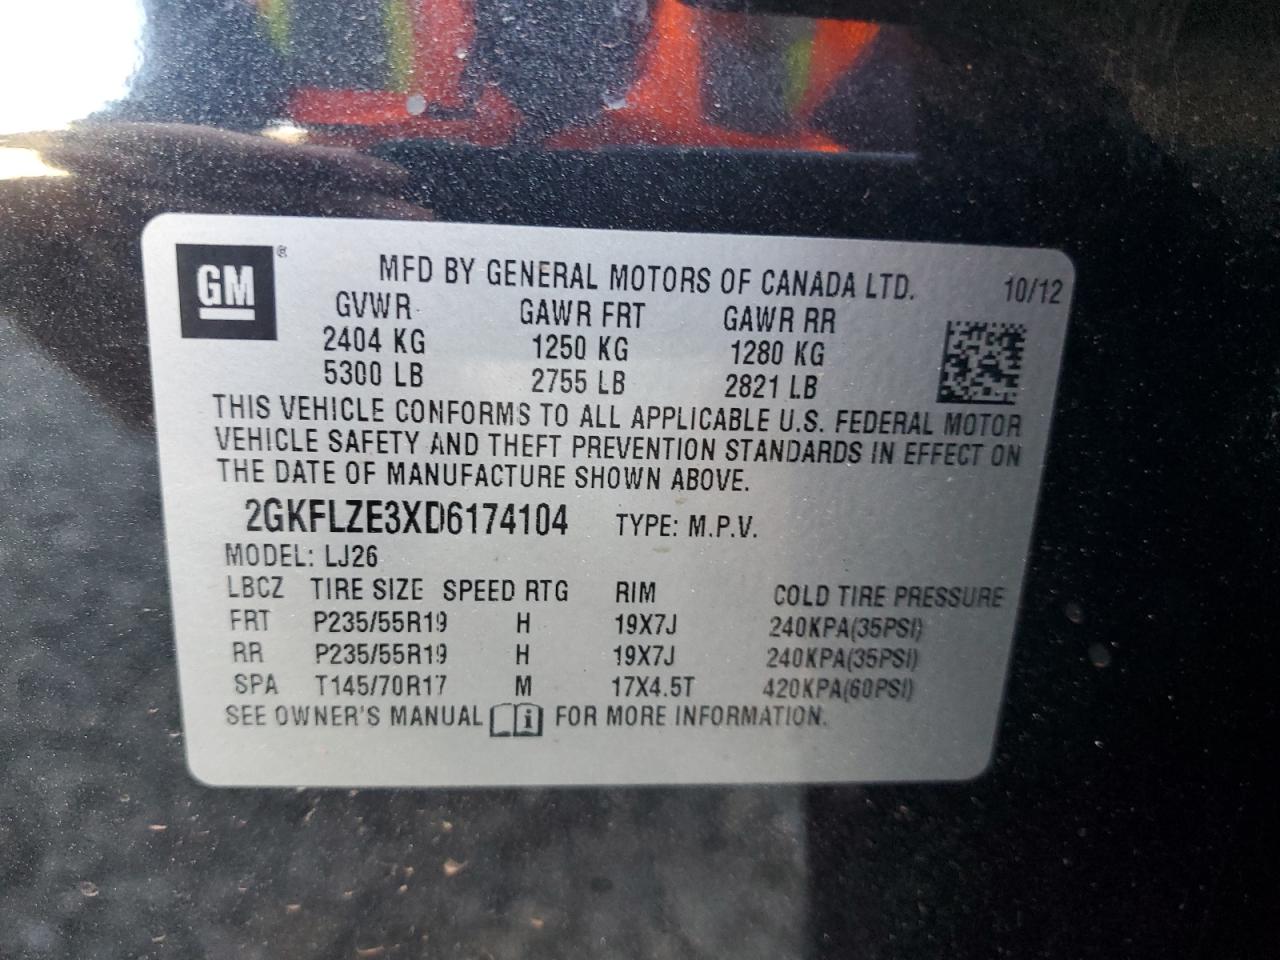 GM ®
MFD BY GENERAL MOTORS OF CANADA LTD. 10/12
GVWR GAWR FRT GAWR RR
2404 KG 1250 KG 1280 KG
5300 LB 2755 LB 2821 LB
THIS VEHICLE CONFORMS TO ALL APPLICABLE U.S. FEDERAL MOTOR
VEHICLE SAFETY AND THEFT PREVENTION STANDARDS IN EFFECT ON
THE DATE OF MANUFACTURE SHOWN ABOVE.
2GKFLZE3XD6174104 TYPE: M.P.V.
MODEL: LJ26
LBCZ TIRE SIZE SPEED RTG RIM COLD TIRE PRESSURE
FRT P235/55R19 H 19X7J 240KPA(35PSI)
RR P235/55R19 H 19X7J 240KPA(35PSI)
SPA T145/70R17 M 17X4.5T 420KPA(60PSI)
SEE OWNER'S MANUAL i FOR MORE INFORMATION.